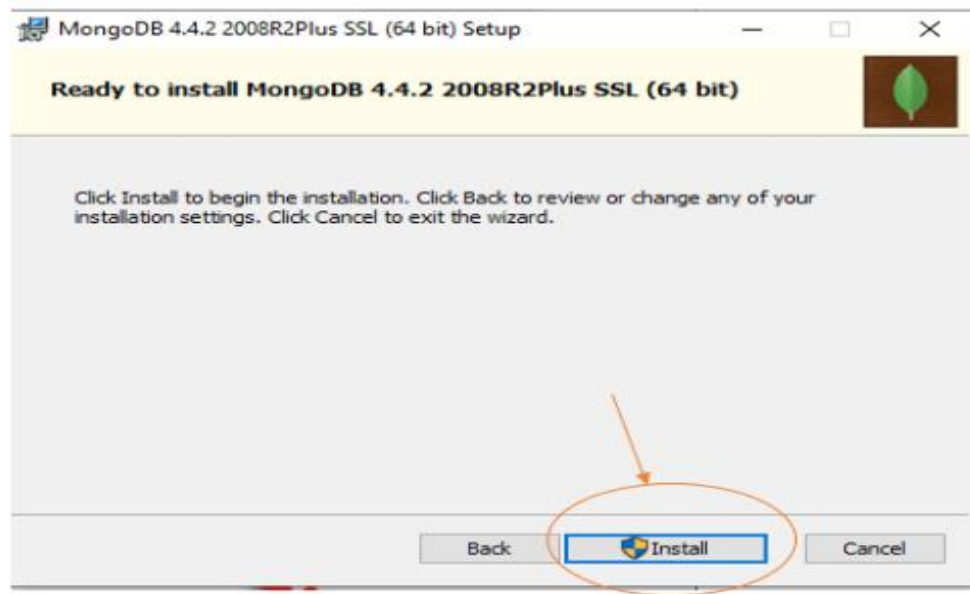 MongoDB 4.4.2 2008R2Plus SSL (64 bit) Setup
Ready to install MongoDB 4.4.2 2008R2Plus SSL (64 bit)
Click Install to begin the installation. Click Back to review or change any of your
installation settings. Click Cancel to exit the wizard.
Back
Install
Cancel